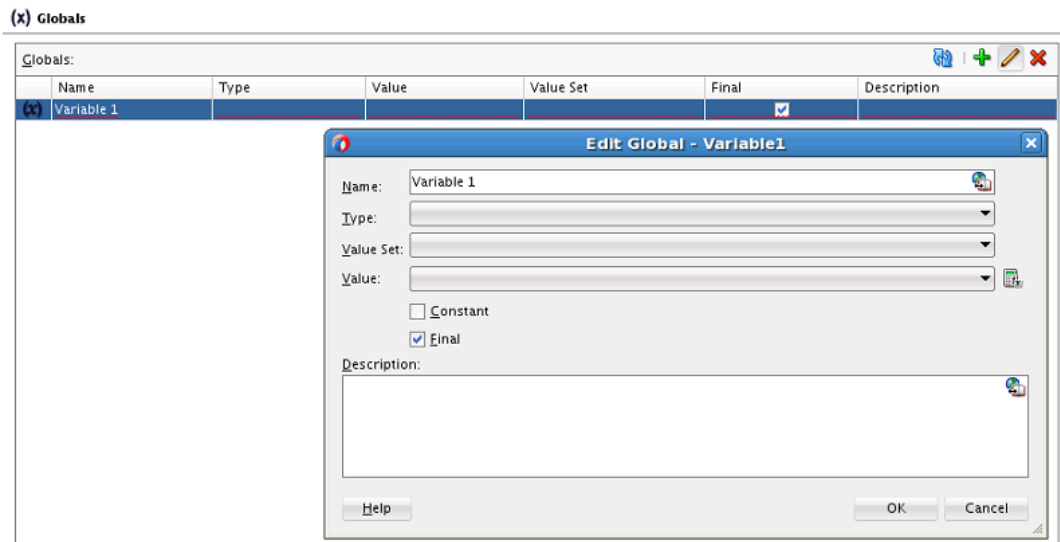 (x) Globals
Globals:
Name Type Value Value Set Final Description
(x) Variable 1
Edit Global - Variable1
Name: Variable 1
Type:
Value Set:
Value:
Constant
Final
Description:
Help OK Cancel